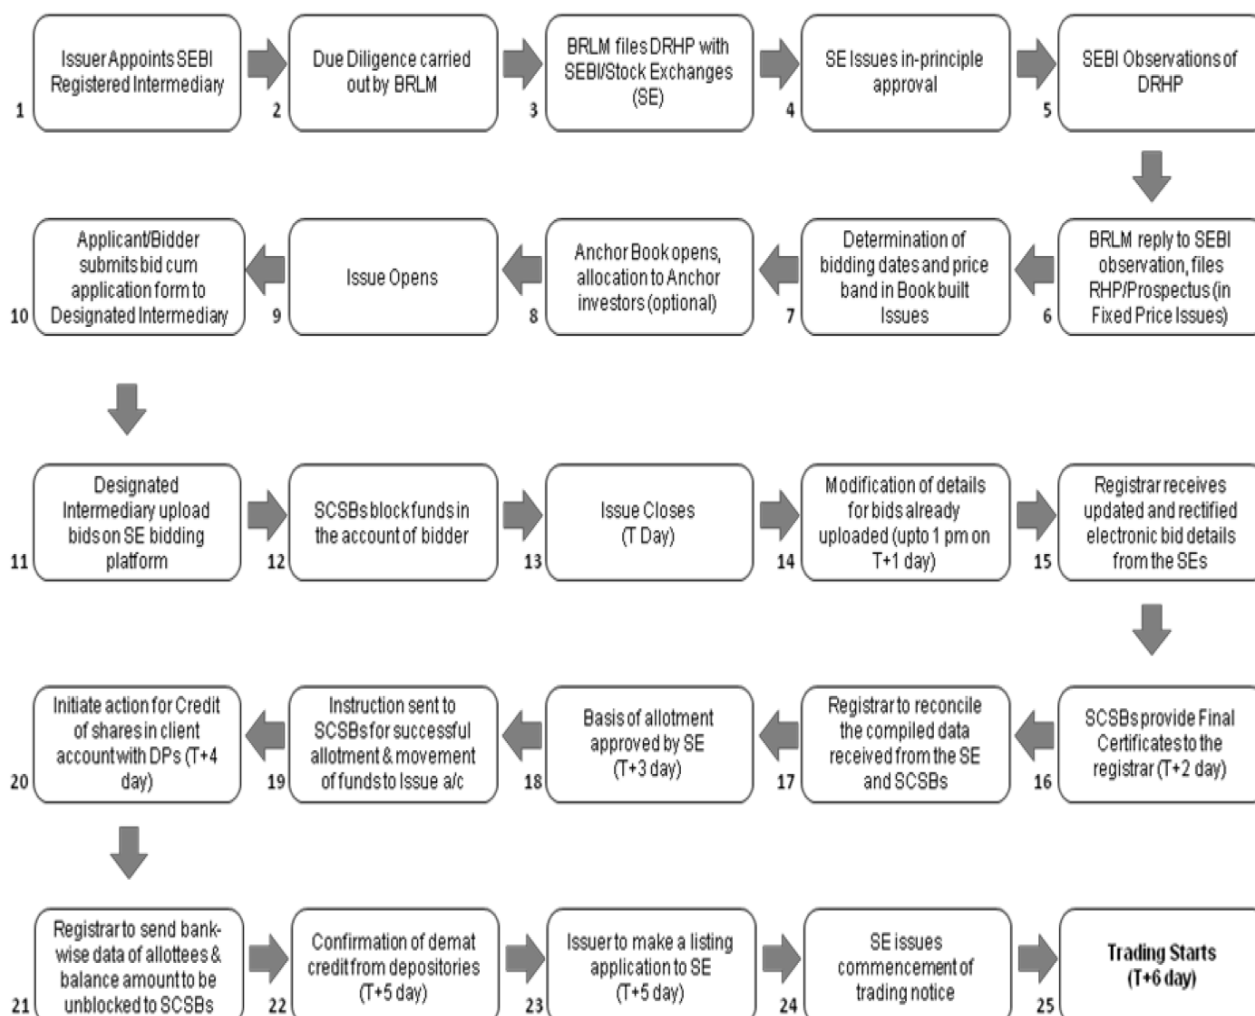 Issuer Appoints SEBI
Registered Intermediary
1
Due Diligence carried
out by BRLM
2
BRLM files DRHP with
SEBI/Stock Exchanges
(SE)
3
SE Issues in-principle
approval
4
SEBI Observations of
DRHP
5
BRLM reply to SEBI
observation, files
RHP/Prospectus (in
Fixed Price Issues)
6
Determination of
bidding dates and price
band in Book built
Issues
7
Anchor Book opens,
allocation to Anchor
investors (optional)
8
Issue Opens
9
Applicant/Bidder
submits bid cum
application form to
Designated Intermediary
10
Designated
Intermediary upload
bids on SE bidding
platform
11
SCSBs block funds in
the account of bidder
12
Issue Closes
(T Day)
13
Modification of details
for bids already
uploaded (upto 1 pm on
T+1 day)
14
Registrar receives
updated and rectified
electronic bid details
from the SEs
15
SCSBs provide Final
Certificates to the
registrar (T+2 day)
16
Registrar to reconcile
the compiled data
received from the SE
and SCSBs
17
Basis of allotment
approved by SE
(T+3 day)
18
Instruction sent to
SCSBs for successful
allotment & movement
of funds to Issue a/c
19
Initiate action for Credit
of shares in client
account with DPs (T+4
day)
20
Registrar to send bank-
wise data of allottees &
balance amount to be
unblocked to SCSBs
21
Confirmation of demat
credit from depositories
(T+5 day)
22
Issuer to make a listing
application to SE
(T+5 day)
23
SE issues
commencement of
trading notice
24
Trading Starts
(T+6 day)
25